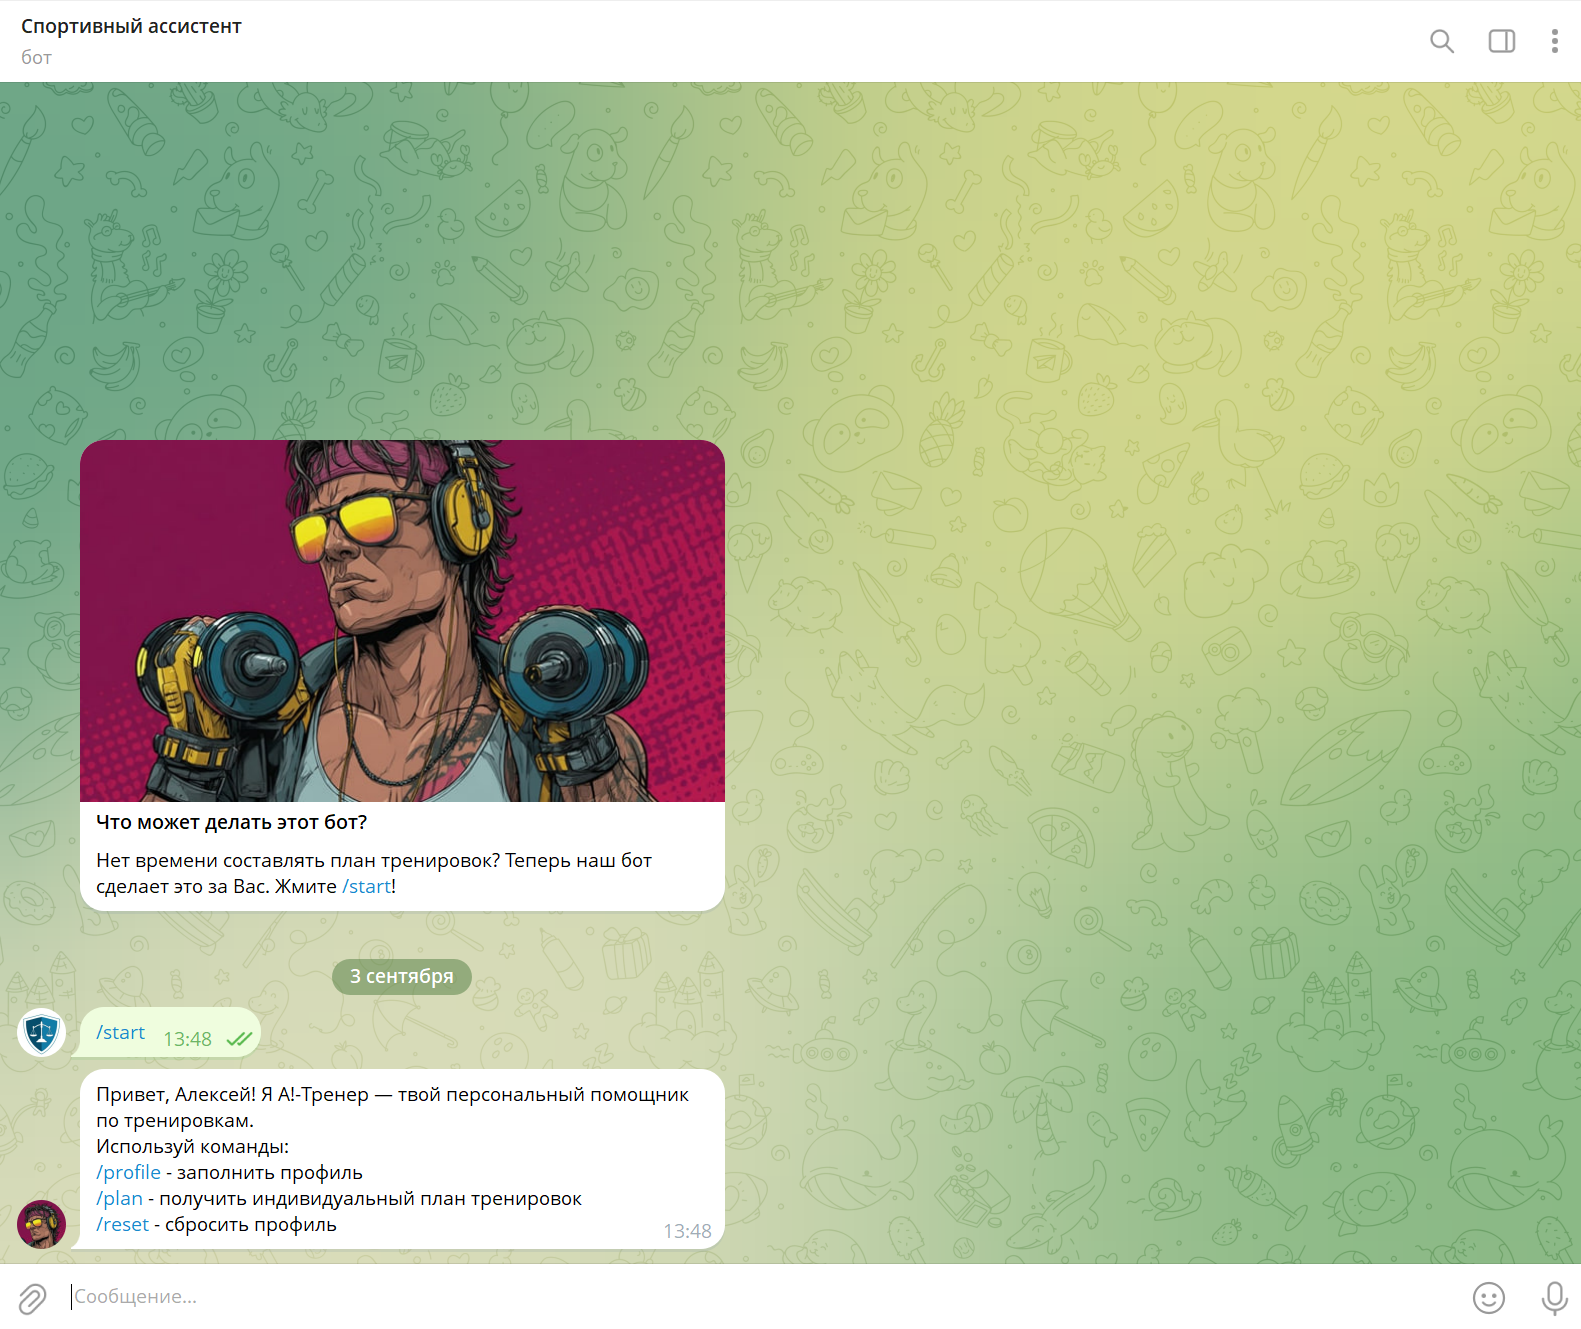 Спортивный ассистент
бот
Что может делать этот бот?
Нет времени составлять план тренировок? Теперь наш бот
сделает это за Вас. Жмите /start!
3 сентября
/start 13:48
Привет, Алексей! Я А!-Тренер — твой персональный помощник
по тренировкам.
Используй команды:
/profile - заполнить профиль
/plan - получить индивидуальный план тренировок
/reset - сбросить профиль
13:48
Сообщение...